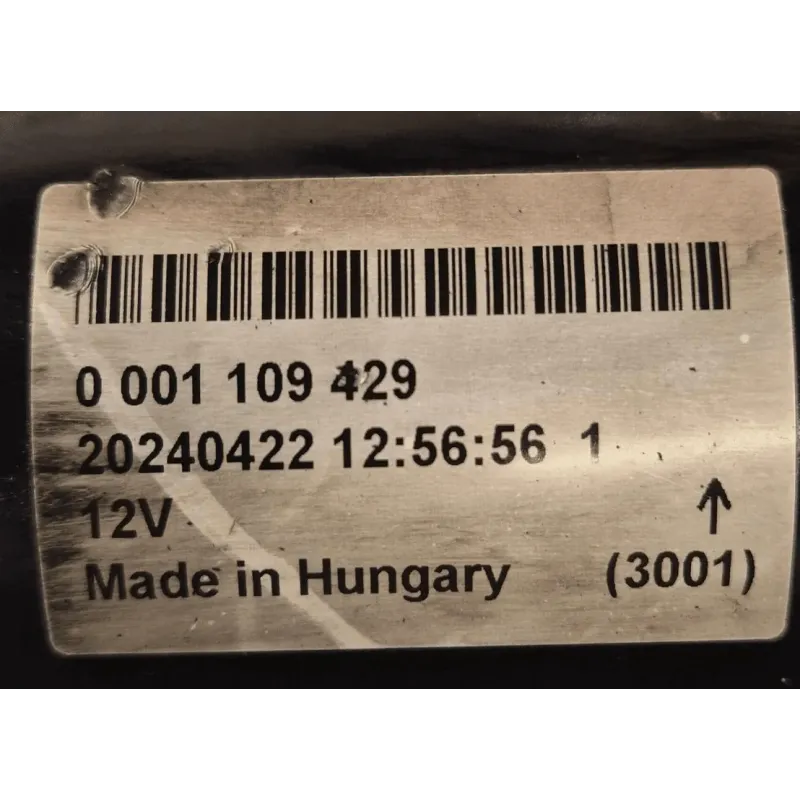 0 001 109 429
20240422 12:56:56 1
12V ↑
Made in Hungary (3001)